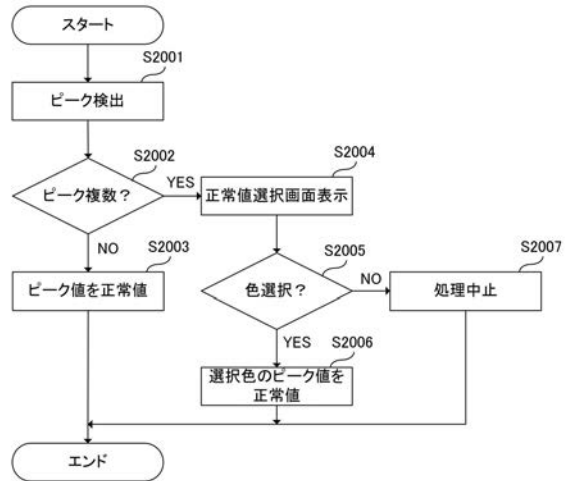 スタート
S2001
ピーク検出
S2002
ピーク複数？
YES
S2004
正常値選択画面表示
NO
S2003
ピーク値を正常値
S2005
色選択？
NO
S2007
処理中止
YES
S2006
選択色のピーク値を
正常値
エンド